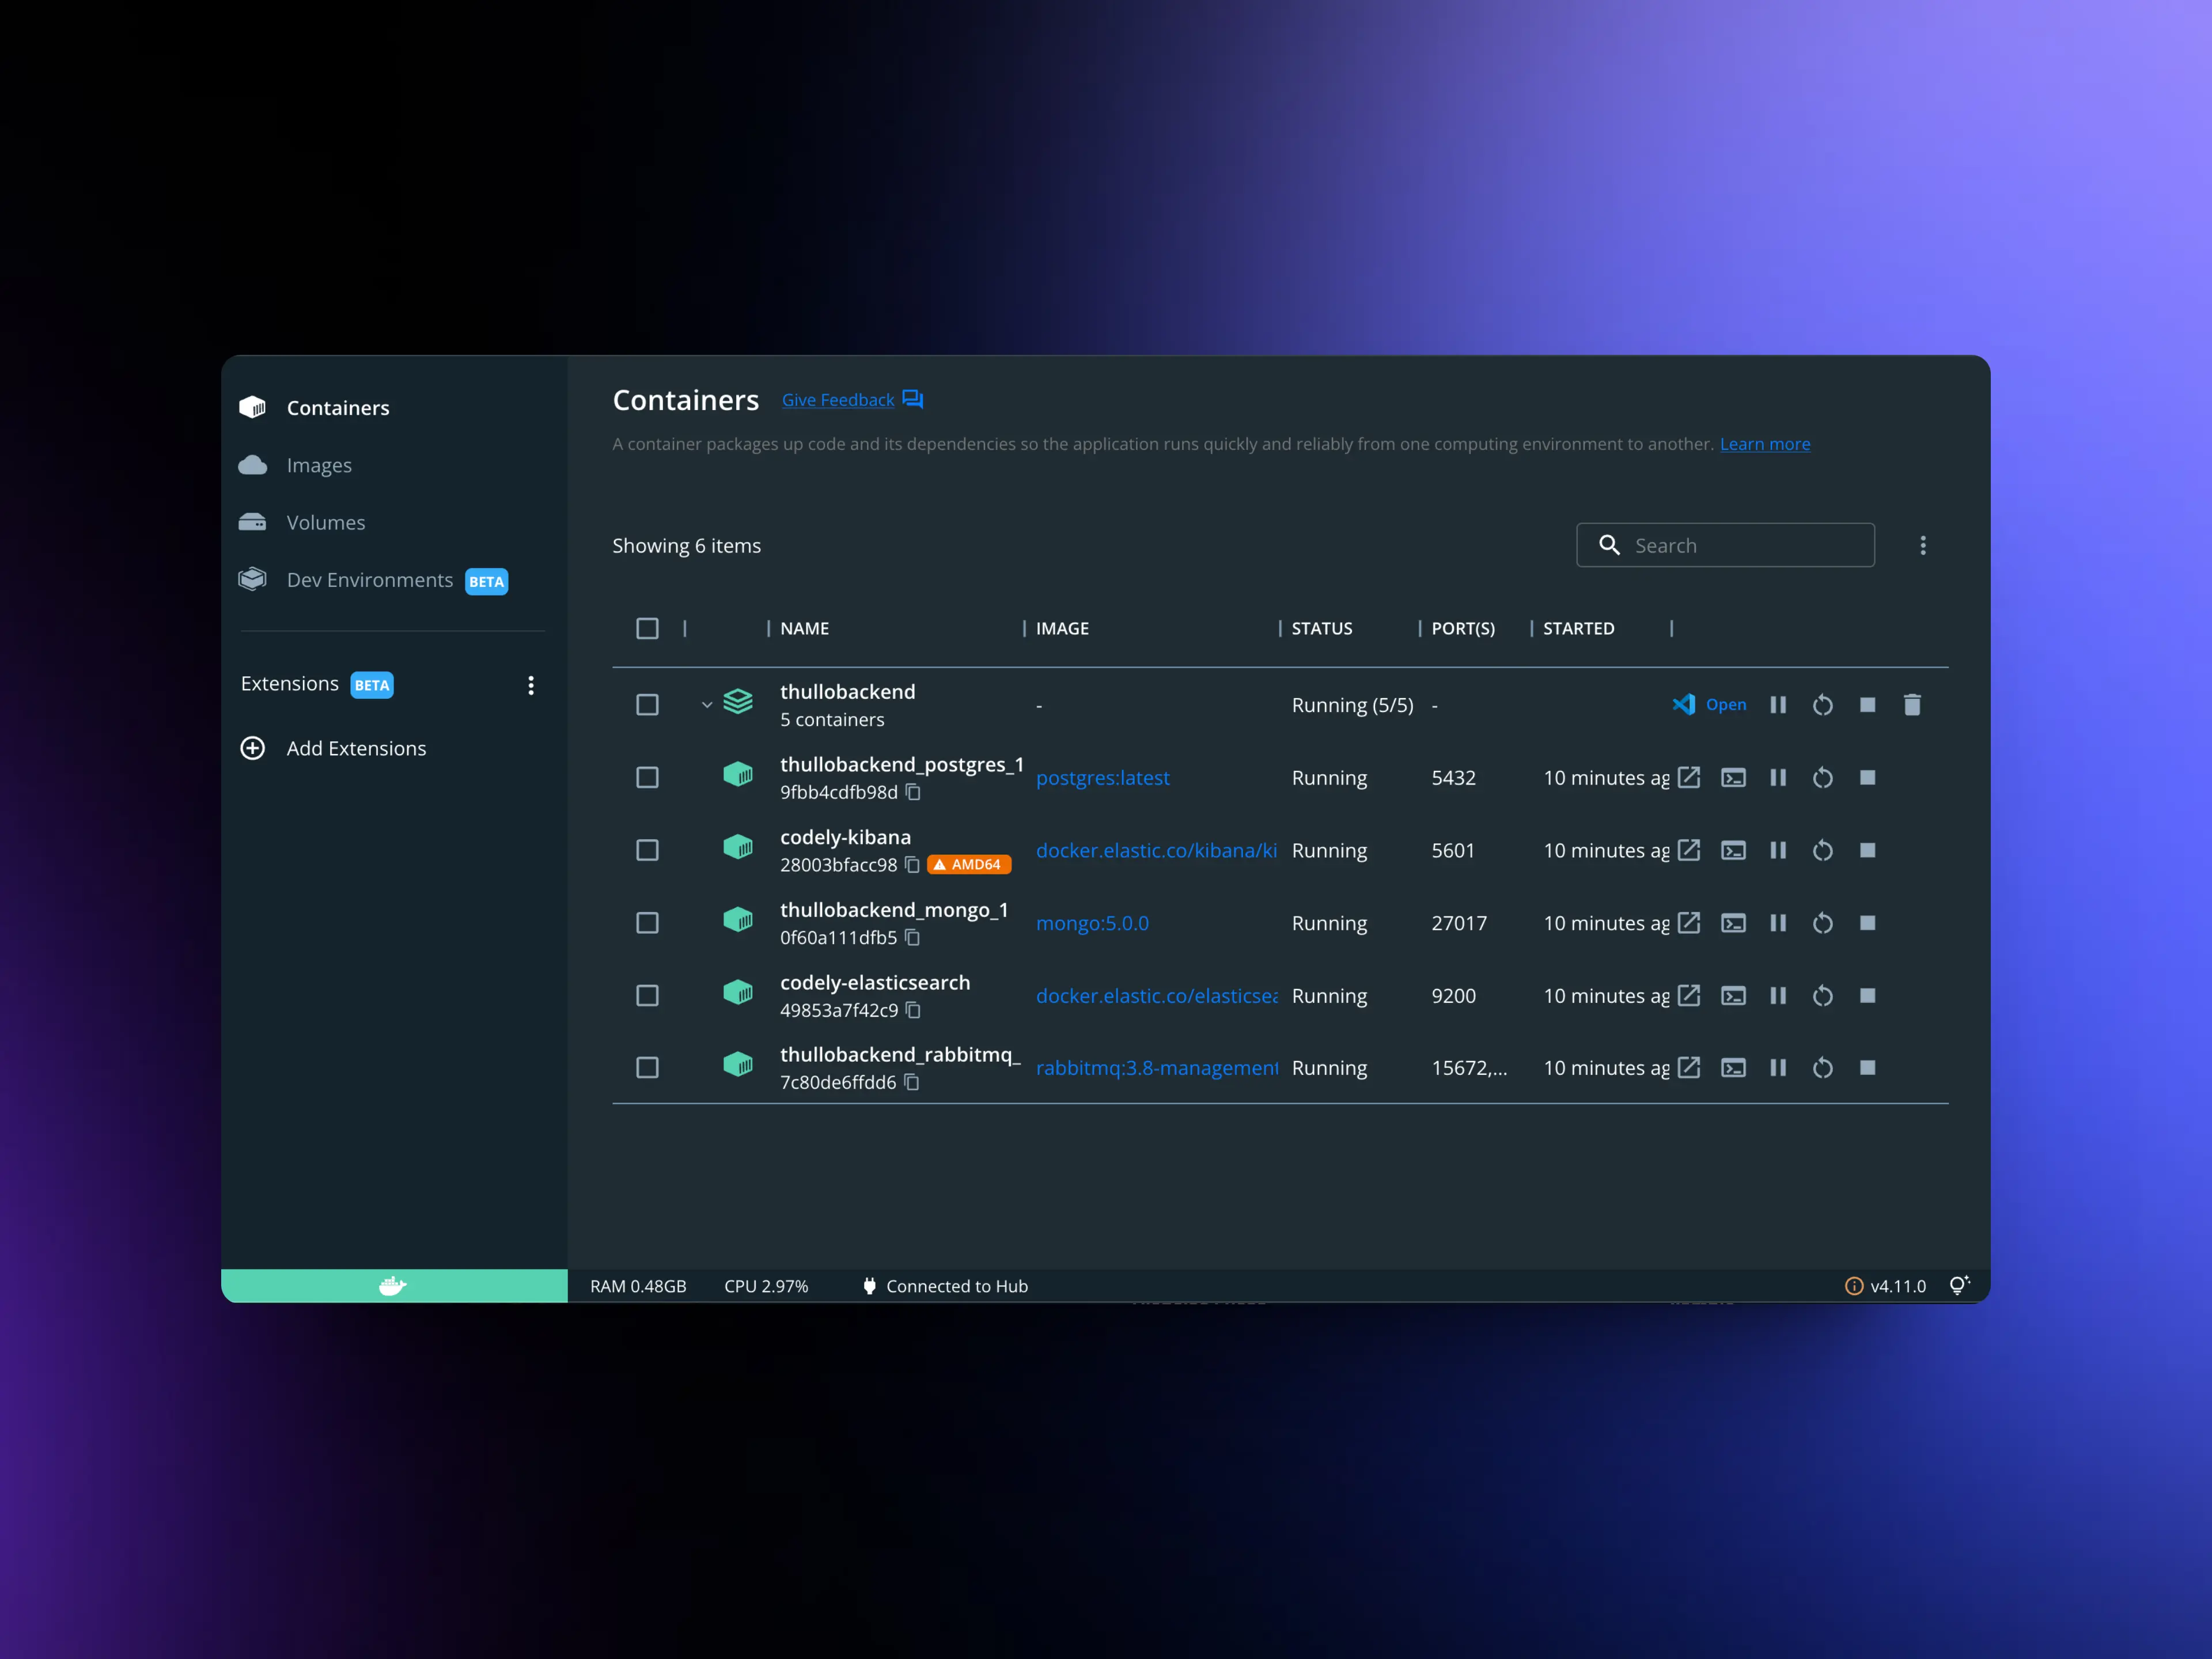 Containers
Images
Volumes
Dev Environments BETA
Extensions BETA
Add Extensions
Containers Give Feedback
A container packages up code and its dependencies so the application runs quickly and reliably from one computing environment to another. Learn more
Showing 6 items
Search
NAME IMAGE STATUS PORT(S) STARTED
thullobackend
5 containers
- Running (5/5) - Open
thullobackend_postgres_1
9fbb4cdfb98d
postgres:latest Running 5432 10 minutes ag
codely-kibana
28003bfacc98 AMD64
docker.elastic.co/kibana/ki Running 5601 10 minutes ag
thullobackend_mongo_1
0f60a111dfb5
mongo:5.0.0 Running 27017 10 minutes ag
codely-elasticsearch
49853a7f42c9
docker.elastic.co/elasticsea Running 9200 10 minutes ag
thullobackend_rabbitmq_
7c80de6ffdd6
rabbitmq:3.8-management Running 15672,... 10 minutes ag
RAM 0.48GB CPU 2.97% Connected to Hub v4.11.0